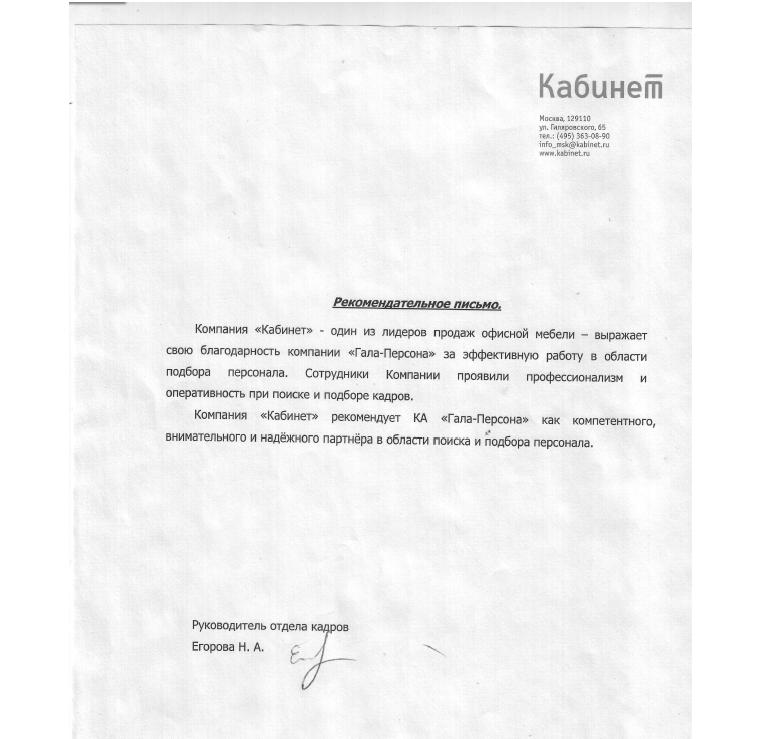 Кабинет
Москва, 129110
ул. Гиляровского, 65
тел.: (495) 363-08-90
info_msk@kabinet.ru
www.kabinet.ru
Рекомендательное письмо.
Компания «Кабинет» - один из лидеров продаж офисной мебели – выражает
свою благодарность компании «Гала-Персона» за эффективную работу в области
подбора персонала. Сотрудники Компании проявили профессионализм и
оперативность при поиске и подборе кадров.
Компания «Кабинет» рекомендует КА «Гала-Персона» как компетентного,
внимательного и надёжного партнёра в области поиска и подбора персонала.
Руководитель отдела кадров
Егорова Н. А.